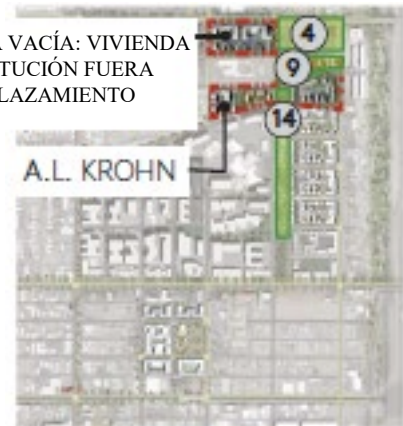 A VACÍA: VIVIENDA
TUCIÓN FUERA
LAZAMIENTO
4
9
14
A.L. KROHN